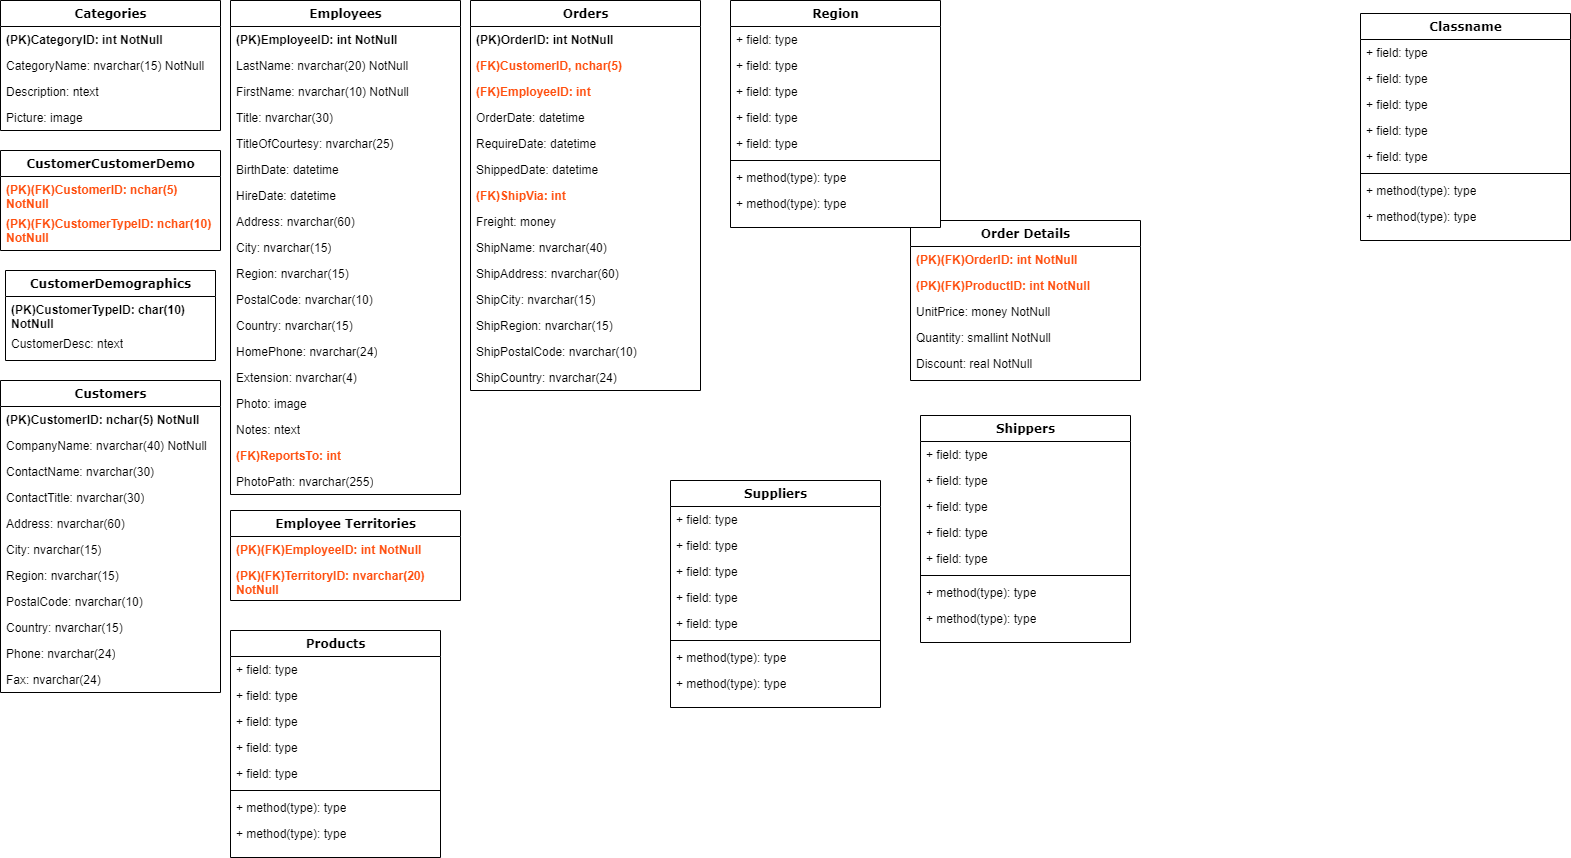 Categories
(PK)CategoryID: int NotNull
CategoryName: nvarchar(15) NotNull
Description: ntext
Picture: image
CustomerCustomerDemo
(PK)(FK)CustomerID: nchar(5)
NotNull
(PK)(FK)CustomerTypeID: nchar(10)
NotNull
CustomerDemographics
(PK)CustomerTypeID: char(10)
NotNull
CustomerDesc: ntext
Customers
(PK)CustomerID: nchar(5) NotNull
CompanyName: nvarchar(40) NotNull
ContactName: nvarchar(30)
ContactTitle: nvarchar(30)
Address: nvarchar(60)
City: nvarchar(15)
Region: nvarchar(15)
PostalCode: nvarchar(10)
Country: nvarchar(15)
Phone: nvarchar(24)
Fax: nvarchar(24)
Employees
(PK)EmployeeID: int NotNull
LastName: nvarchar(20) NotNull
FirstName: nvarchar(10) NotNull
Title: nvarchar(30)
TitleOfCourtesy: nvarchar(25)
BirthDate: datetime
HireDate: datetime
Address: nvarchar(60)
City: nvarchar(15)
Region: nvarchar(15)
PostalCode: nvarchar(10)
Country: nvarchar(15)
HomePhone: nvarchar(24)
Extension: nvarchar(4)
Photo: image
Notes: ntext
(FK)ReportsTo: int
PhotoPath: nvarchar(255)
Employee Territories
(PK)(FK)EmployeeID: int NotNull
(PK)(FK)TerritoryID: nvarchar(20)
NotNull
Products
+ field: type
+ field: type
+ field: type
+ field: type
+ field: type
+ method(type): type
+ method(type): type
Orders
(PK)OrderID: int NotNull
(FK)CustomerID, nchar(5)
(FK)EmployeeID: int
OrderDate: datetime
RequireDate: datetime
ShippedDate: datetime
(FK)ShipVia: int
Freight: money
ShipName: nvarchar(40)
ShipAddress: nvarchar(60)
ShipCity: nvarchar(15)
ShipRegion: nvarchar(15)
ShipPostalCode: nvarchar(10)
ShipCountry: nvarchar(24)
Region
+ field: type
+ field: type
+ field: type
+ field: type
+ field: type
+ method(type): type
+ method(type): type
Order Details
(PK)(FK)OrderID: int NotNull
(PK)(FK)ProductID: int NotNull
UnitPrice: money NotNull
Quantity: smallint NotNull
Discount: real NotNull
Suppliers
+ field: type
+ field: type
+ field: type
+ field: type
+ field: type
+ method(type): type
+ method(type): type
Shippers
+ field: type
+ field: type
+ field: type
+ field: type
+ field: type
+ method(type): type
+ method(type): type
Classname
+ field: type
+ field: type
+ field: type
+ field: type
+ field: type
+ method(type): type
+ method(type): type